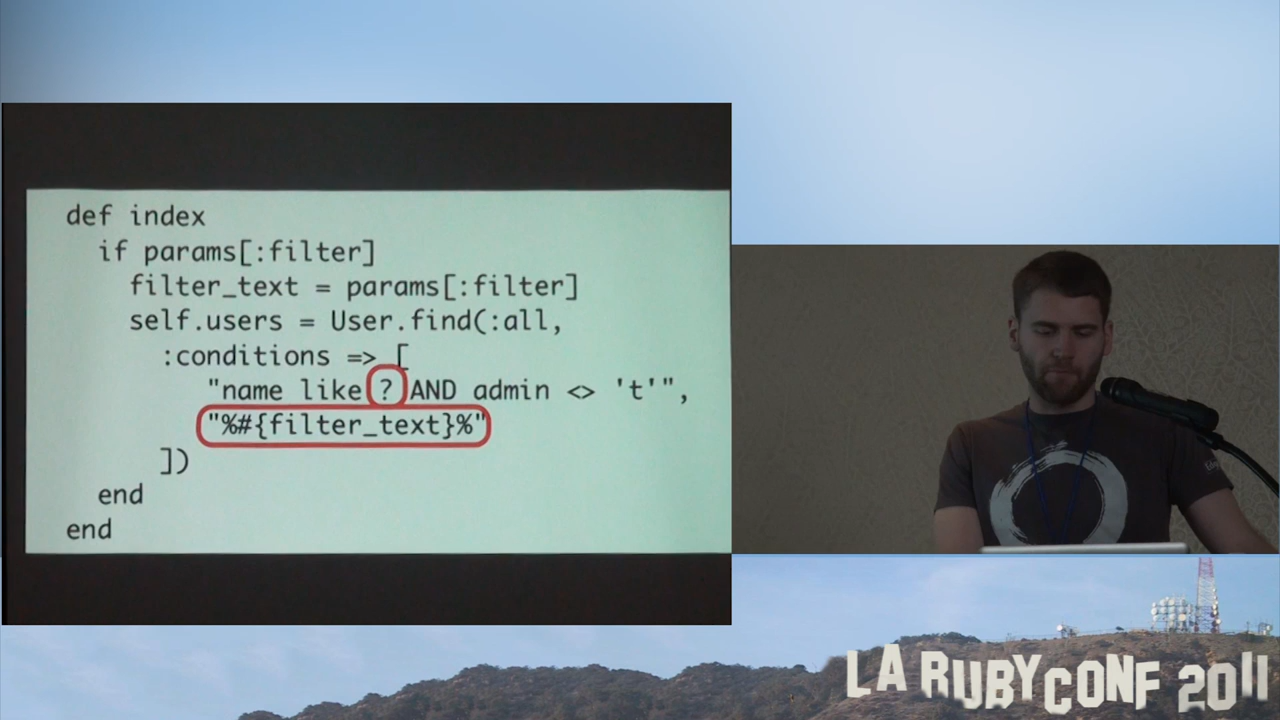 def index
if params[:filter]
filter_text = params[:filter]
self.users = User.find(:all,
:conditions => [
"name like ? AND admin <> 't'",
"%#{filter_text}%"
])
end
end
LA RUBYCONF 2011